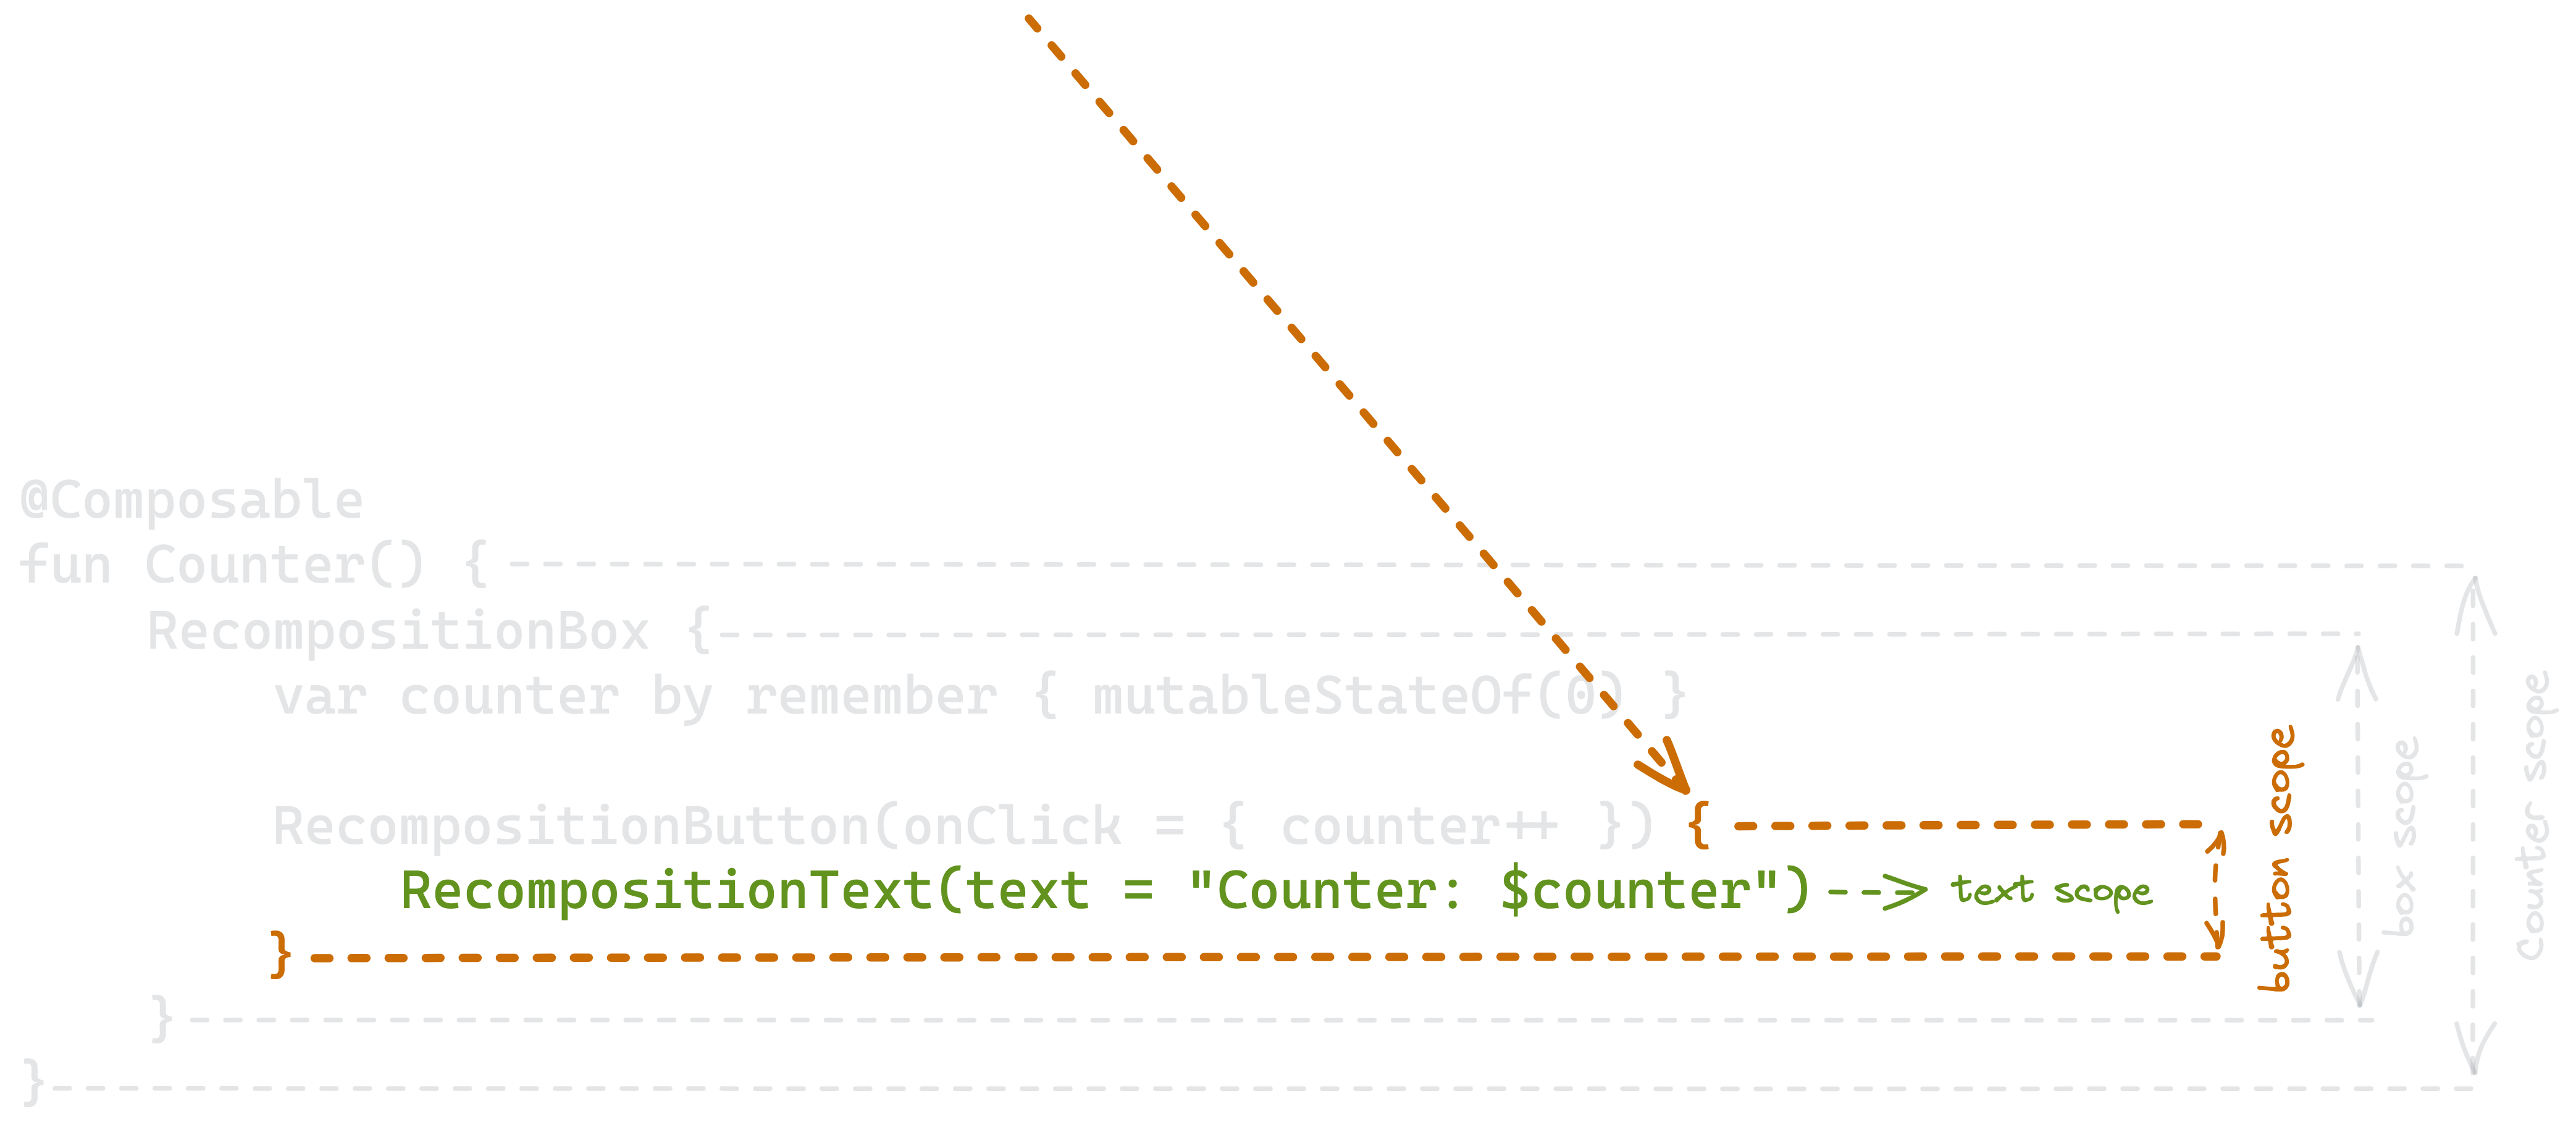 @Composable
fun Counter() {
    RecompositionBox {
        var counter by remember { mutableStateOf(0) }
        RecompositionButton(onClick = { counter++ }) {
            RecompositionText(text = "Counter: $counter")
text scope
        }
    }
}
button scope
box scope
Counter scope